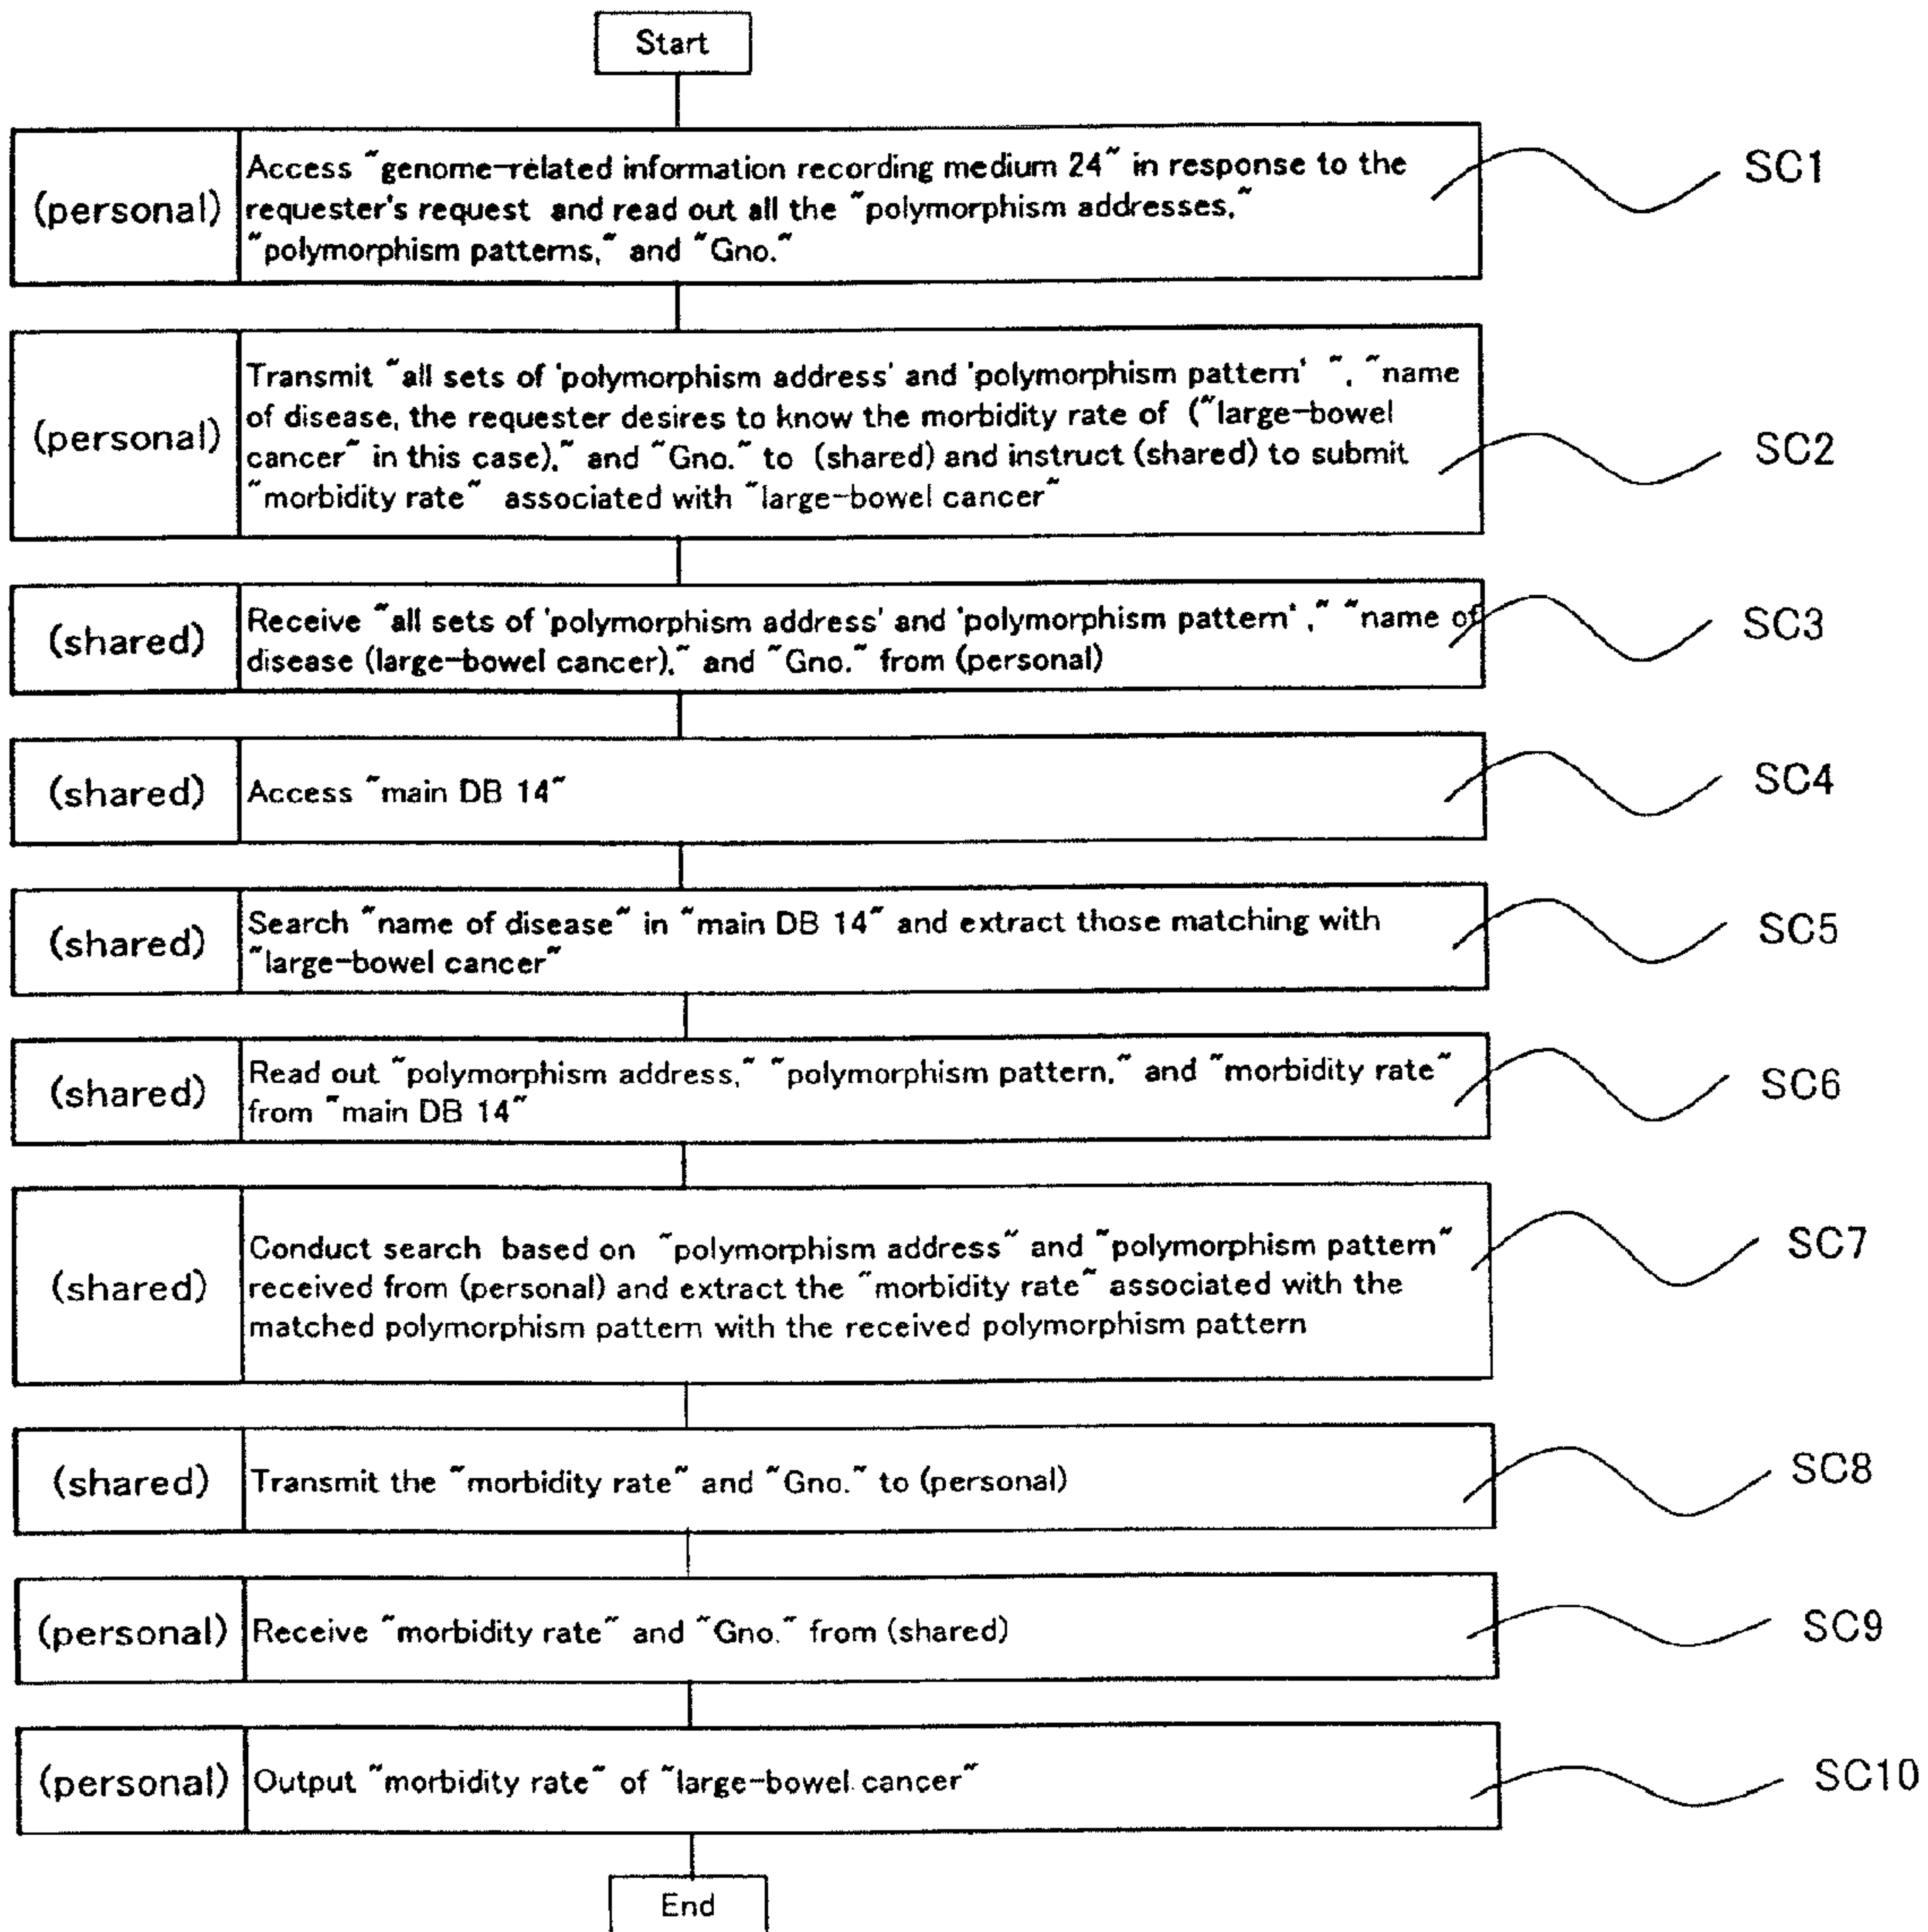 Start
(personal)
Access "genome-related information recording medium 24" in response to the
requester's request and read out all the "polymorphism addresses,"
"polymorphism patterns," and "Gno."
SC1
(personal)
Transmit "all sets of 'polymorphism address' and 'polymorphism pattern' ", "name
of disease, the requester desires to know the morbidity rate of ("large-bowel
cancer" in this case)," and "Gno." to (shared) and instruct (shared) to submit
"morbidity rate" associated with "large-bowel cancer"
SC2
(shared)
Receive "all sets of 'polymorphism address' and 'polymorphism pattern' ," "name of
disease (large-bowel cancer)," and "Gno." from (personal)
SC3
(shared)
Access "main DB 14"
SC4
(shared)
Search "name of disease" in "main DB 14" and extract those matching with
"large-bowel cancer"
SC5
(shared)
Read out "polymorphism address," "polymorphism pattern," and "morbidity rate"
from "main DB 14"
SC6
(shared)
Conduct search based on "polymorphism address" and "polymorphism pattern"
received from (personal) and extract the "morbidity rate" associated with the
matched polymorphism pattern with the received polymorphism pattern
SC7
(shared)
Transmit the "morbidity rate" and "Gno." to (personal)
SC8
(personal)
Receive "morbidity rate" and "Gno." from (shared)
SC9
(personal)
Output "morbidity rate" of "large-bowel cancer"
SC10
End